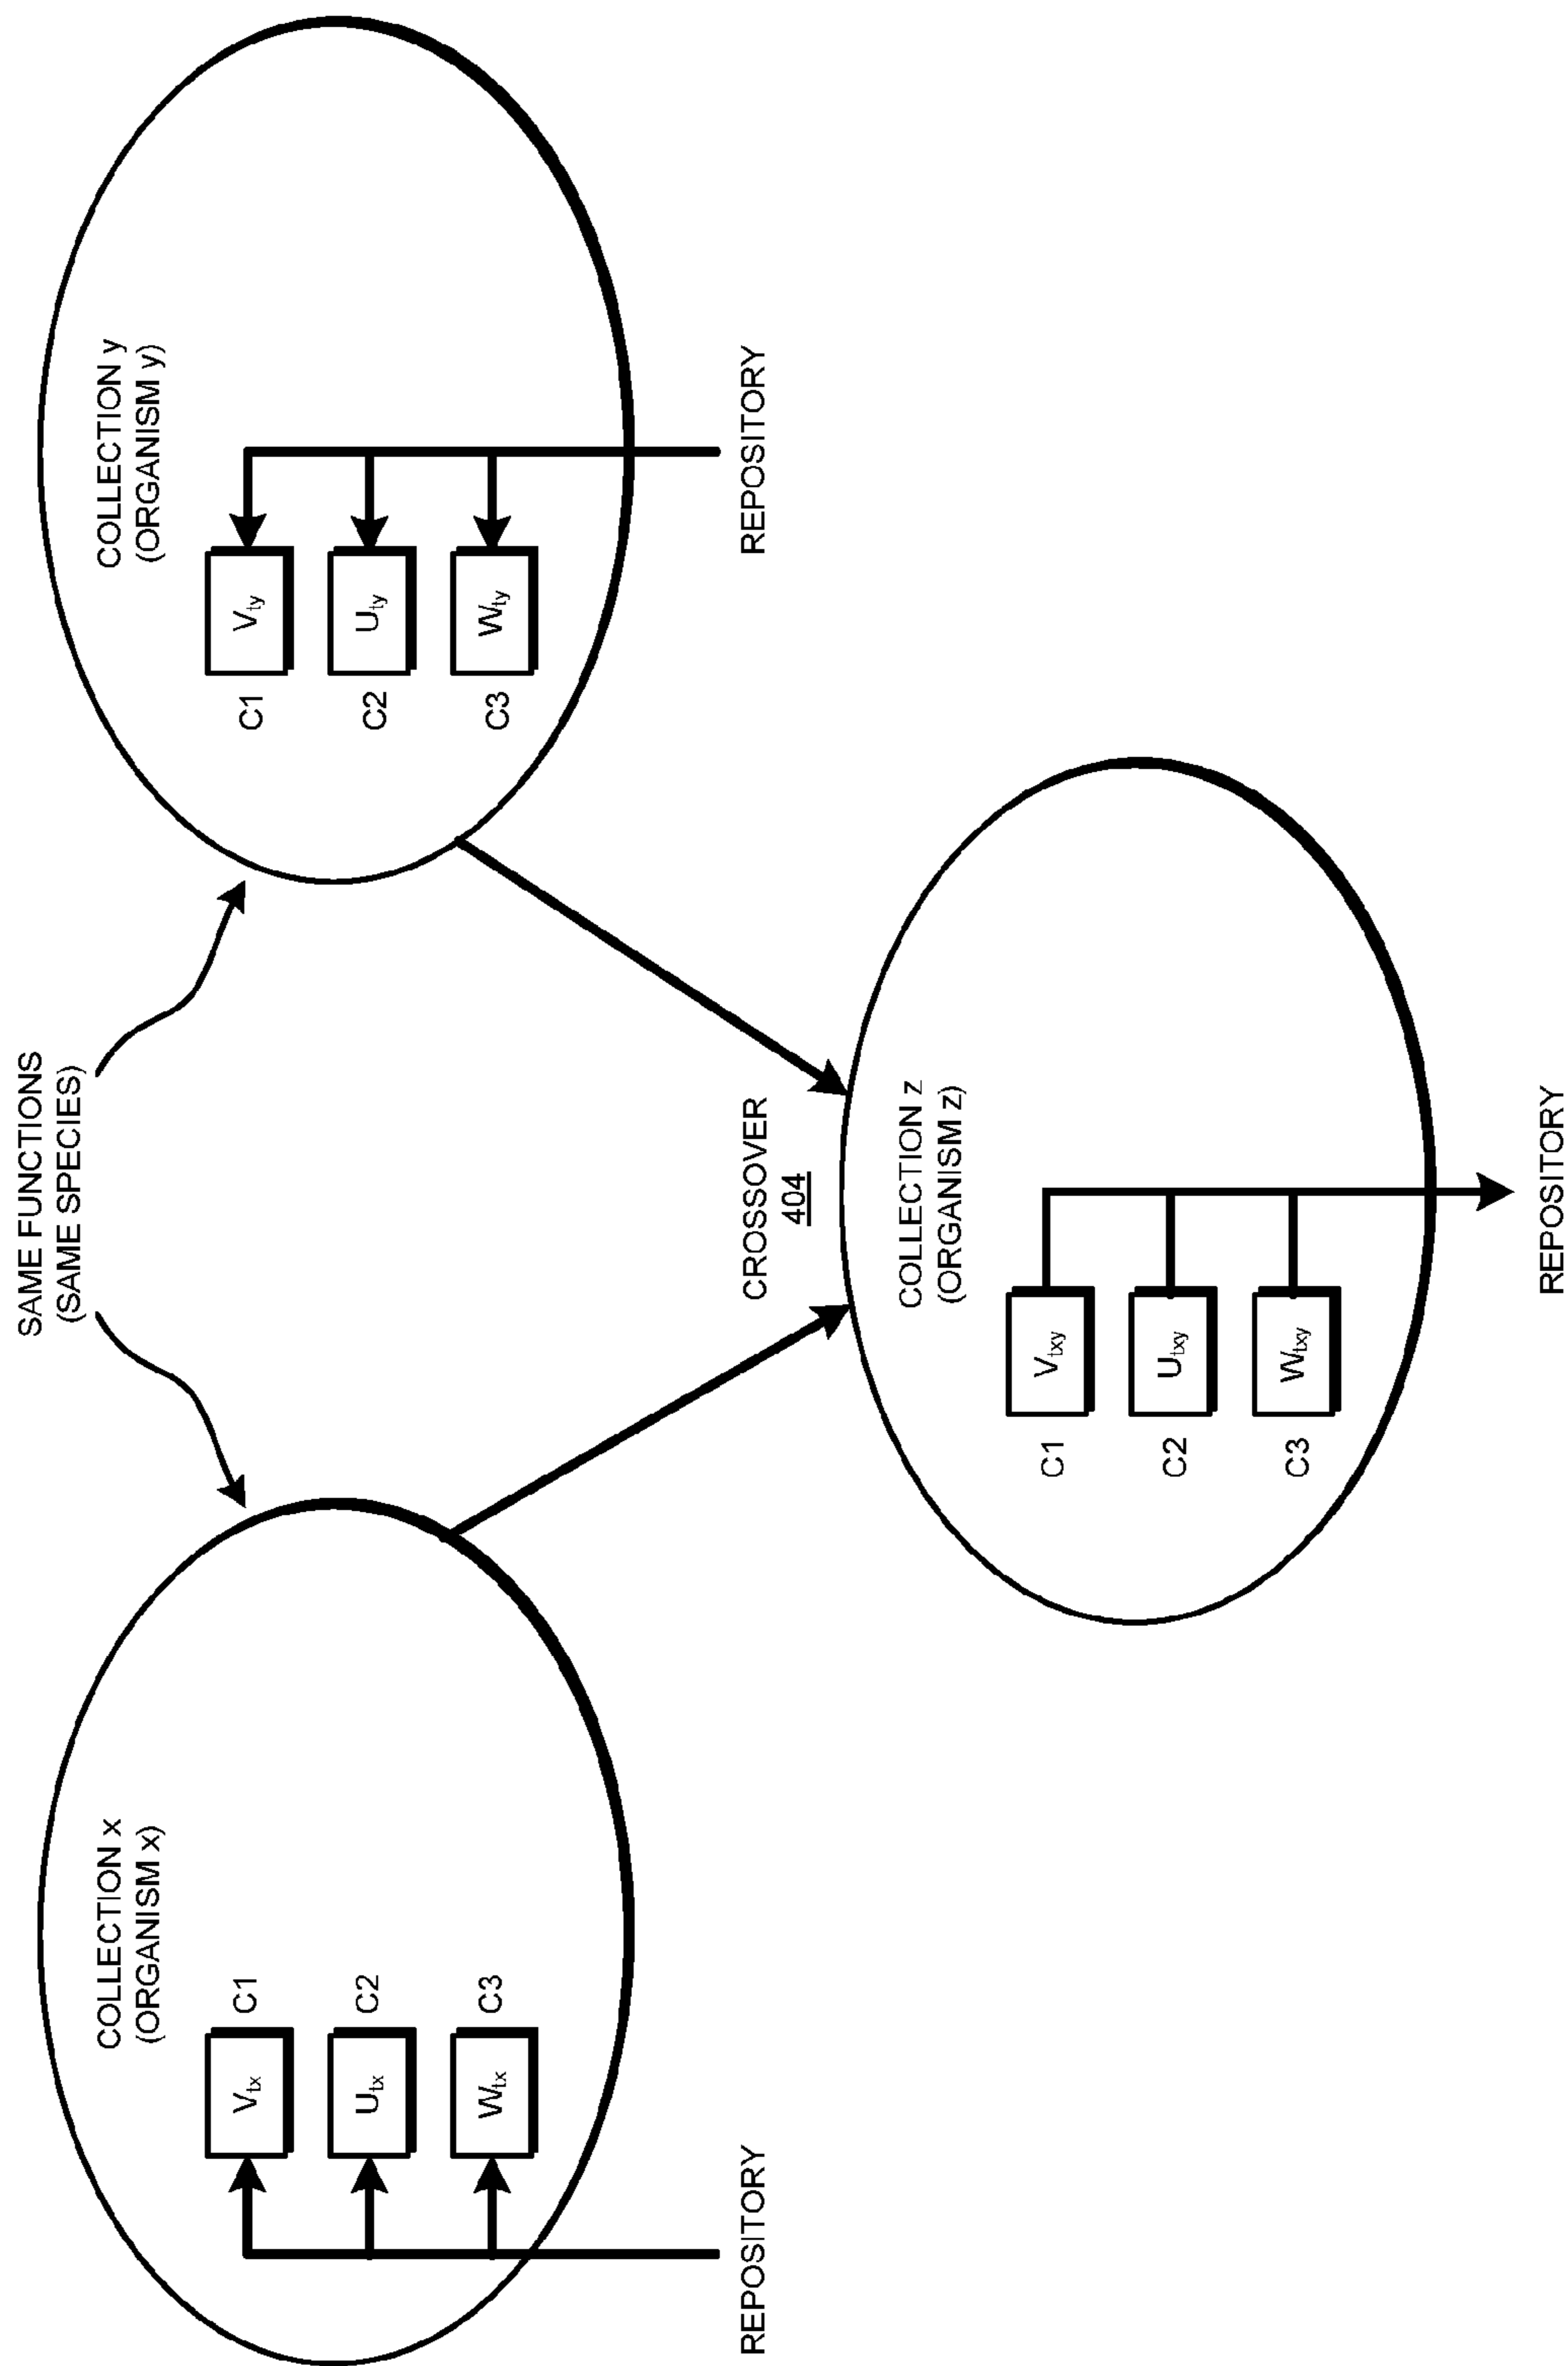 SAME FUNCTIONS
(SAME SPECIES)
COLLECTION x
(ORGANISM x)
Vtx
C1
Utx
C2
Wtx
C3
REPOSITORY
COLLECTION y
(ORGANISM y)
C1
Vty
C2
Uty
C3
Wty
REPOSITORY
CROSSOVER
404
COLLECTION z
(ORGANISM z)
C1
Vtxy
C2
Utxy
C3
Wtxy
REPOSITORY